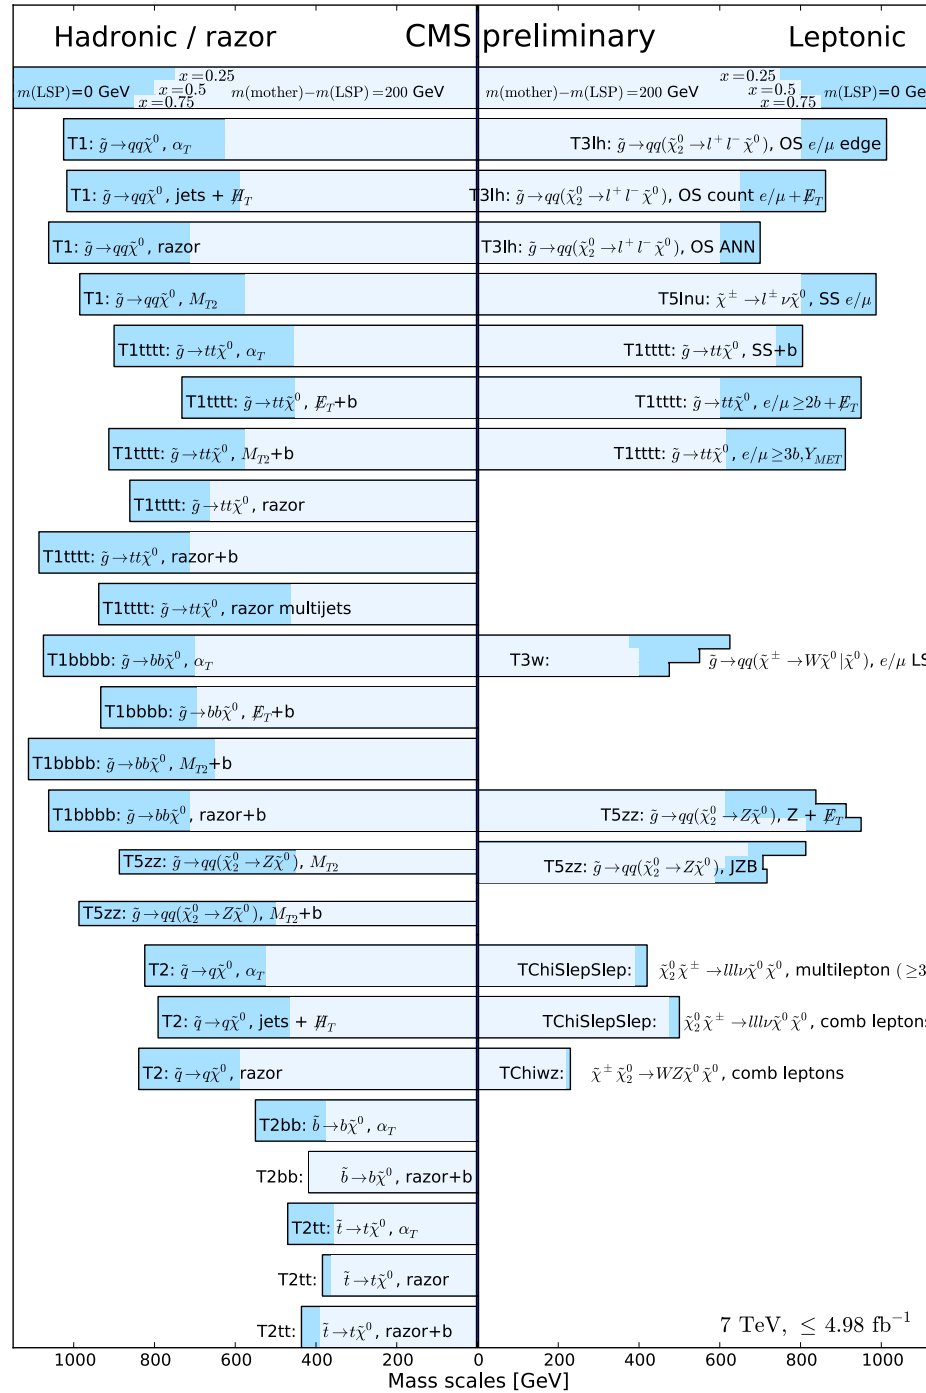 Hadronic / razor CMS preliminary Leptonic
x=0.25 x=0.25
m(LSP)=0 GeV x=0.5 m(mother)−m(LSP)=200 GeV m(mother)−m(LSP)=200 GeV x=0.5 m(LSP)=0 Ge
x=0.75 x=0.75
T1: g̃→qqχ̃⁰, α_T T3lh: g̃→qq(χ̃₂⁰→l⁺l⁻χ̃⁰), OS e/μ edge
T1: g̃→qqχ̃⁰, jets + H̸_T T3lh: g̃→qq(χ̃₂⁰→l⁺l⁻χ̃⁰), OS count e/μ+E̸_T
T1: g̃→qqχ̃⁰, razor T3lh: g̃→qq(χ̃₂⁰→l⁺l⁻χ̃⁰), OS ANN
T1: g̃→qqχ̃⁰, M_T2 T5lnu: χ̃^±→l^±νχ̃⁰, SS e/μ
T1tttt: g̃→ttχ̃⁰, α_T T1tttt: g̃→ttχ̃⁰, SS+b
T1tttt: g̃→ttχ̃⁰, E̸_T+b T1tttt: g̃→ttχ̃⁰, e/μ≥2b+E̸_T
T1tttt: g̃→ttχ̃⁰, M_T2+b T1tttt: g̃→ttχ̃⁰, e/μ≥3b,Y_MET
T1tttt: g̃→ttχ̃⁰, razor
T1tttt: g̃→ttχ̃⁰, razor+b
T1tttt: g̃→ttχ̃⁰, razor multijets
T1bbbb: g̃→bbχ̃⁰, α_T T3w: g̃→qq(χ̃^±→Wχ̃⁰|χ̃⁰), e/μ LS
T1bbbb: g̃→bbχ̃⁰, E̸_T+b
T1bbbb: g̃→bbχ̃⁰, M_T2+b
T1bbbb: g̃→bbχ̃⁰, razor+b T5zz: g̃→qq(χ̃₂⁰→Zχ̃⁰), Z + E̸_T
T5zz: g̃→qq(χ̃₂⁰→Zχ̃⁰), M_T2 T5zz: g̃→qq(χ̃₂⁰→Zχ̃⁰), JZB
T5zz: g̃→qq(χ̃₂⁰→Zχ̃⁰), M_T2+b
T2: q̃→qχ̃⁰, α_T TChiSlepSlep: χ̃₂⁰χ̃^±→lllνχ̃⁰χ̃⁰, multilepton (≥3
T2: q̃→qχ̃⁰, jets + H̸_T TChiSlepSlep: χ̃₂⁰χ̃^±→lllνχ̃⁰χ̃⁰, comb leptons
T2: q̃→qχ̃⁰, razor TChiwz: χ̃^±χ̃₂⁰→WZχ̃⁰χ̃⁰, comb leptons
T2bb: b̃→bχ̃⁰, α_T
T2bb: b̃→bχ̃⁰, razor+b
T2tt: t̃→tχ̃⁰, α_T
T2tt: t̃→tχ̃⁰, razor
T2tt: t̃→tχ̃⁰, razor+b 7 TeV, ≤ 4.98 fb⁻¹
1000 800 600 400 200 0 200 400 600 800 1000
Mass scales [GeV]